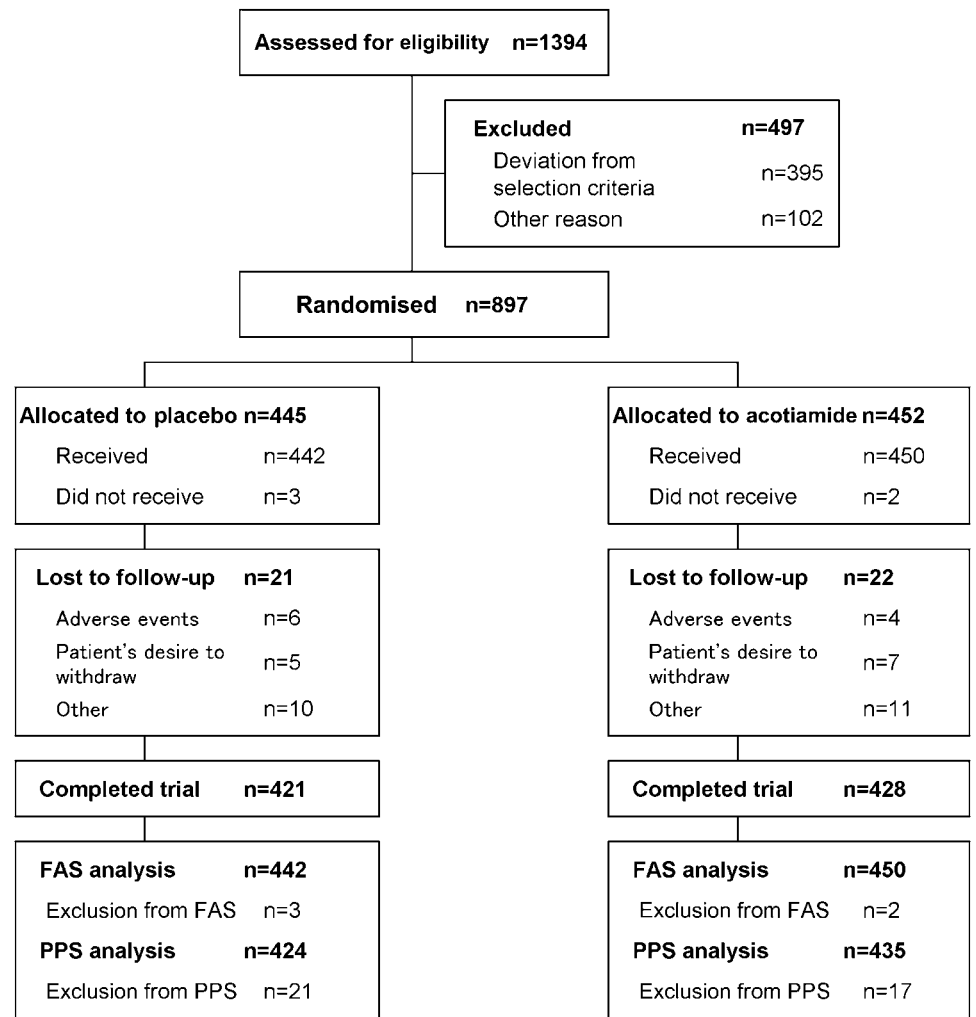 Assessed for eligibility n=1394
Excluded n=497
Deviation from
selection criteria n=395
Other reason n=102
Randomised n=897
Allocated to placebo n=445
Received n=442
Did not receive n=3
Lost to follow-up n=21
Adverse events n=6
Patient's desire to
withdraw n=5
Other n=10
Completed trial n=421
FAS analysis n=442
Exclusion from FAS n=3
PPS analysis n=424
Exclusion from PPS n=21
Allocated to acotiamide n=452
Received n=450
Did not receive n=2
Lost to follow-up n=22
Adverse events n=4
Patient's desire to
withdraw n=7
Other n=11
Completed trial n=428
FAS analysis n=450
Exclusion from FAS n=2
PPS analysis n=435
Exclusion from PPS n=17